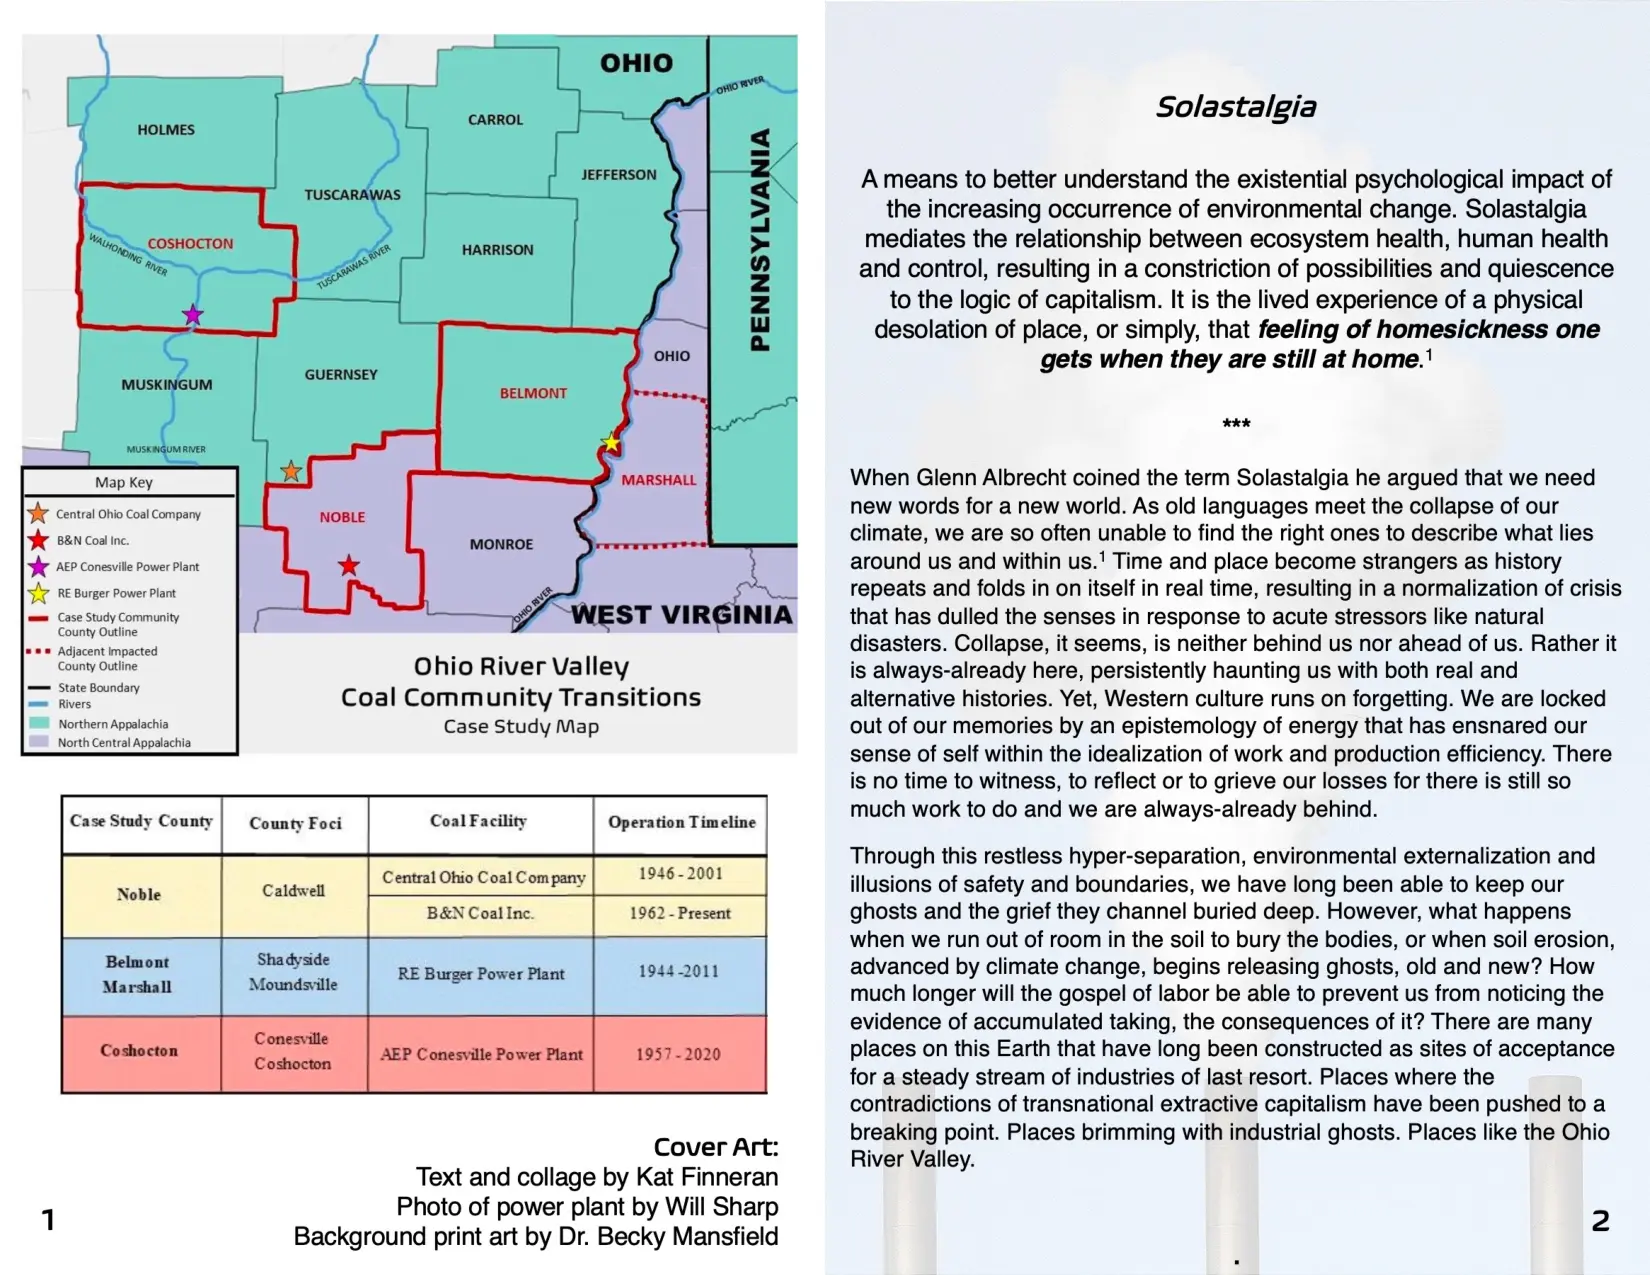 OHIO
OHIO RIVER
HOLMES
CARROL
PENNSYLVANIA
JEFFERSON
TUSCARAWAS
COSHOCTON
WALHONDING RIVER
TUSCARAWAS RIVER
HARRISON
OHIO
GUERNSEY
MUSKINGUM
BELMONT
MUSKINGUM RIVER
MARSHALL
NOBLE
MONROE
OHIO RIVER
WEST VIRGINIA
Map Key
Central Ohio Coal Company
B&N Coal Inc.
AEP Conesville Power Plant
RE Burger Power Plant
Case Study Community
County Outline
Adjacent Impacted
County Outline
State Boundary
Rivers
Northern Appalachia
North Central Appalachia
Ohio River Valley
Coal Community Transitions
Case Study Map
Case Study County County Foci Coal Facility Operation Timeline
Noble Caldwell Central Ohio Coal Company 1946 - 2001
B&N Coal Inc. 1962 - Present
Belmont Marshall Shadyside Moundsville RE Burger Power Plant 1944 -2011
Coshocton Conesville Coshocton AEP Conesville Power Plant 1957 - 2020
Cover Art:
Text and collage by Kat Finneran
Photo of power plant by Will Sharp
Background print art by Dr. Becky Mansfield
1
Solastalgia
A means to better understand the existential psychological impact of
the increasing occurrence of environmental change. Solastalgia
mediates the relationship between ecosystem health, human health
and control, resulting in a constriction of possibilities and quiescence
to the logic of capitalism. It is the lived experience of a physical
desolation of place, or simply, that feeling of homesickness one
gets when they are still at home.¹
***
When Glenn Albrecht coined the term Solastalgia he argued that we need
new words for a new world. As old languages meet the collapse of our
climate, we are so often unable to find the right ones to describe what lies
around us and within us.¹ Time and place become strangers as history
repeats and folds in on itself in real time, resulting in a normalization of crisis
that has dulled the senses in response to acute stressors like natural
disasters. Collapse, it seems, is neither behind us nor ahead of us. Rather it
is always-already here, persistently haunting us with both real and
alternative histories. Yet, Western culture runs on forgetting. We are locked
out of our memories by an epistemology of energy that has ensnared our
sense of self within the idealization of work and production efficiency. There
is no time to witness, to reflect or to grieve our losses for there is still so
much work to do and we are always-already behind.
Through this restless hyper-separation, environmental externalization and
illusions of safety and boundaries, we have long been able to keep our
ghosts and the grief they channel buried deep. However, what happens
when we run out of room in the soil to bury the bodies, or when soil erosion,
advanced by climate change, begins releasing ghosts, old and new? How
much longer will the gospel of labor be able to prevent us from noticing the
evidence of accumulated taking, the consequences of it? There are many
places on this Earth that have long been constructed as sites of acceptance
for a steady stream of industries of last resort. Places where the
contradictions of transnational extractive capitalism have been pushed to a
breaking point. Places brimming with industrial ghosts. Places like the Ohio
River Valley.
2
.